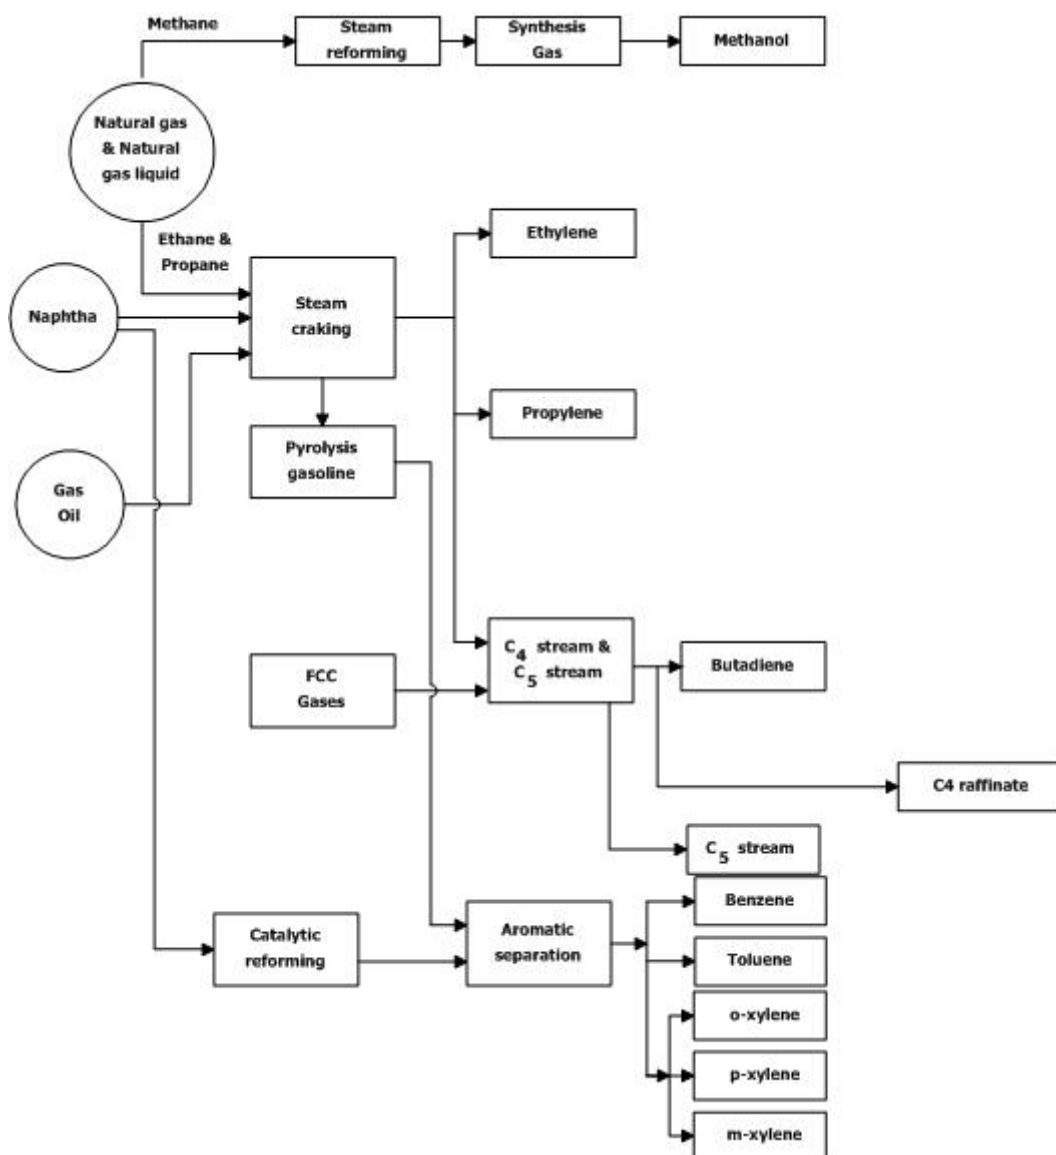 Methane
Steam
reforming
Synthesis
Gas
Methanol
Natural gas
& Natural
gas liquid
Ethane &
Propane
Ethylene
Naphtha
Steam
craking
Propylene
Pyrolysis
gasoline
Gas
Oil
C4 stream &
C5 stream
Butadiene
FCC
Gases
C4 raffinate
C5 stream
Benzene
Catalytic
reforming
Aromatic
separation
Toluene
o-xylene
p-xylene
m-xylene